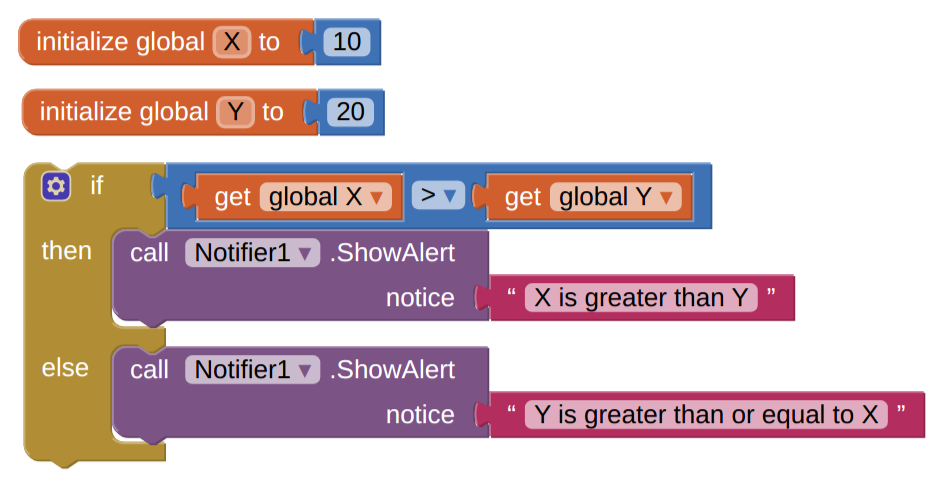 initialize global X to 10
initialize global Y to 20
if get global X ▾ > ▾ get global Y ▾
then call Notifier1 ▾ .ShowAlert
notice “ X is greater than Y ”
else call Notifier1 ▾ .ShowAlert
notice “ Y is greater than or equal to X ”